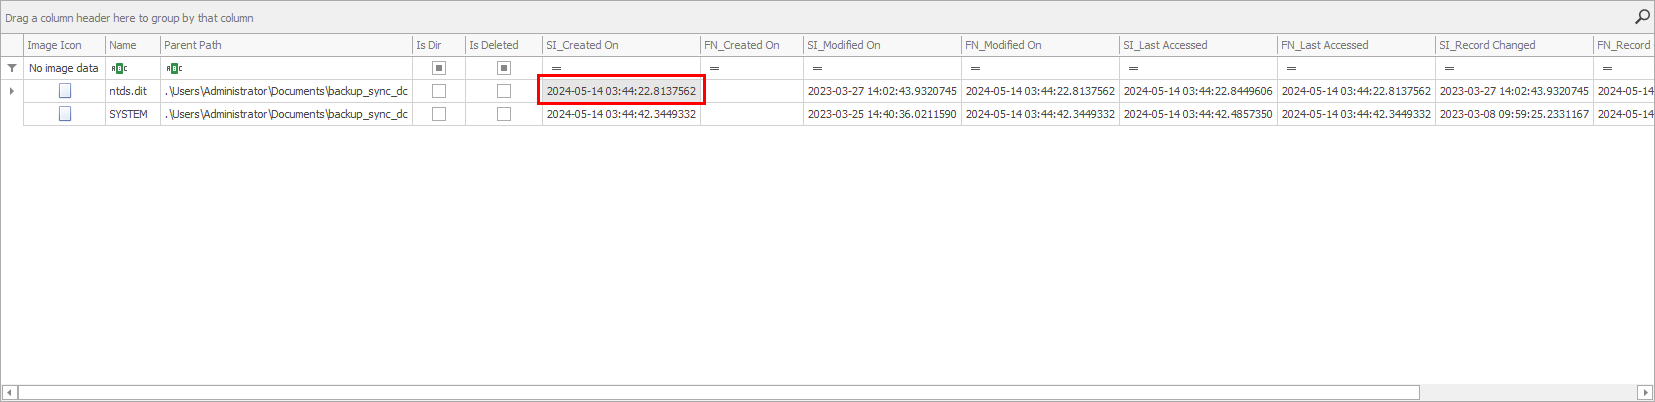 Drag a column header here to group by that column
Image Icon Name Parent Path Is Dir Is Deleted SI_Created On FN_Created On SI_Modified On FN_Modified On SI_Last Accessed FN_Last Accessed SI_Record Changed FN_Record
No image data ABC ABC = = = = = = = =
ntds.dit .\Users\Administrator\Documents\backup_sync_dc 2024-05-14 03:44:22.8137562 2023-03-27 14:02:43.9320745 2024-05-14 03:44:22.8137562 2024-05-14 03:44:22.8449606 2024-05-14 03:44:22.8137562 2023-03-27 14:02:43.9320745 2024-05-14
SYSTEM .\Users\Administrator\Documents\backup_sync_dc 2024-05-14 03:44:42.3449332 2023-03-25 14:40:36.0211590 2024-05-14 03:44:42.3449332 2024-05-14 03:44:42.4857350 2024-05-14 03:44:42.3449332 2023-03-08 09:59:25.2331167 2024-05-14